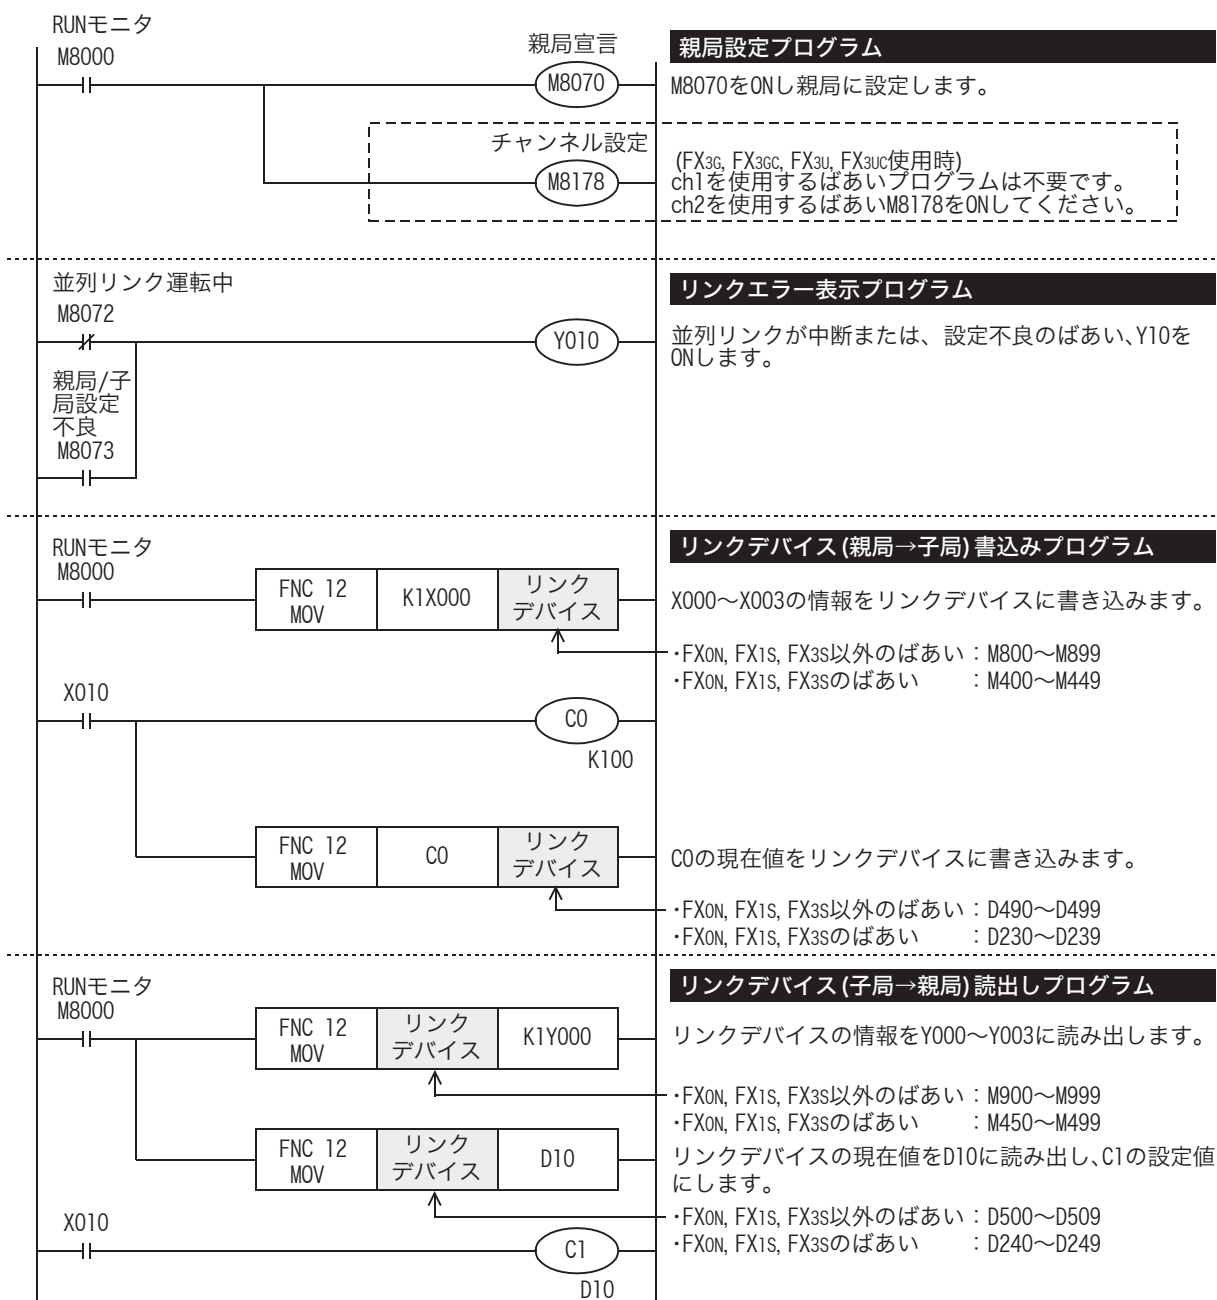 RUNモニタ
M8000
親局宣言
M8070
親局設定プログラム
M8070をONし親局に設定します。
チャンネル設定
M8178
(FX3G, FX3GC, FX3U, FX3UC使用時)
ch1を使用するばあいプログラムは不要です。
ch2を使用するばあいM8178をONしてください。
並列リンク運転中
M8072
Y010
親局/子
局設定
不良
M8073
リンクエラー表示プログラム
並列リンクが中断または、設定不良のばあい、Y10を
ONします。
RUNモニタ
M8000
FNC 12
MOV
K1X000
リンク
デバイス
リンクデバイス(親局→子局)書込みプログラム
X000～X003の情報をリンクデバイスに書き込みます。
・FX0N, FX1S, FX3S以外のばあい：M800～M899
・FX0N, FX1S, FX3Sのばあい　　：M400～M449
X010
C0
K100
FNC 12
MOV
C0
リンク
デバイス
C0の現在値をリンクデバイスに書き込みます。
・FX0N, FX1S, FX3S以外のばあい：D490～D499
・FX0N, FX1S, FX3Sのばあい　　：D230～D239
RUNモニタ
M8000
FNC 12
MOV
リンク
デバイス
K1Y000
リンクデバイス(子局→親局)読出しプログラム
リンクデバイスの情報をY000～Y003に読み出します。
・FX0N, FX1S, FX3S以外のばあい：M900～M999
・FX0N, FX1S, FX3Sのばあい　　：M450～M499
FNC 12
MOV
リンク
デバイス
D10
リンクデバイスの現在値をD10に読み出し、C1の設定値
にします。
・FX0N, FX1S, FX3S以外のばあい：D500～D509
・FX0N, FX1S, FX3Sのばあい　　：D240～D249
X010
C1
D10